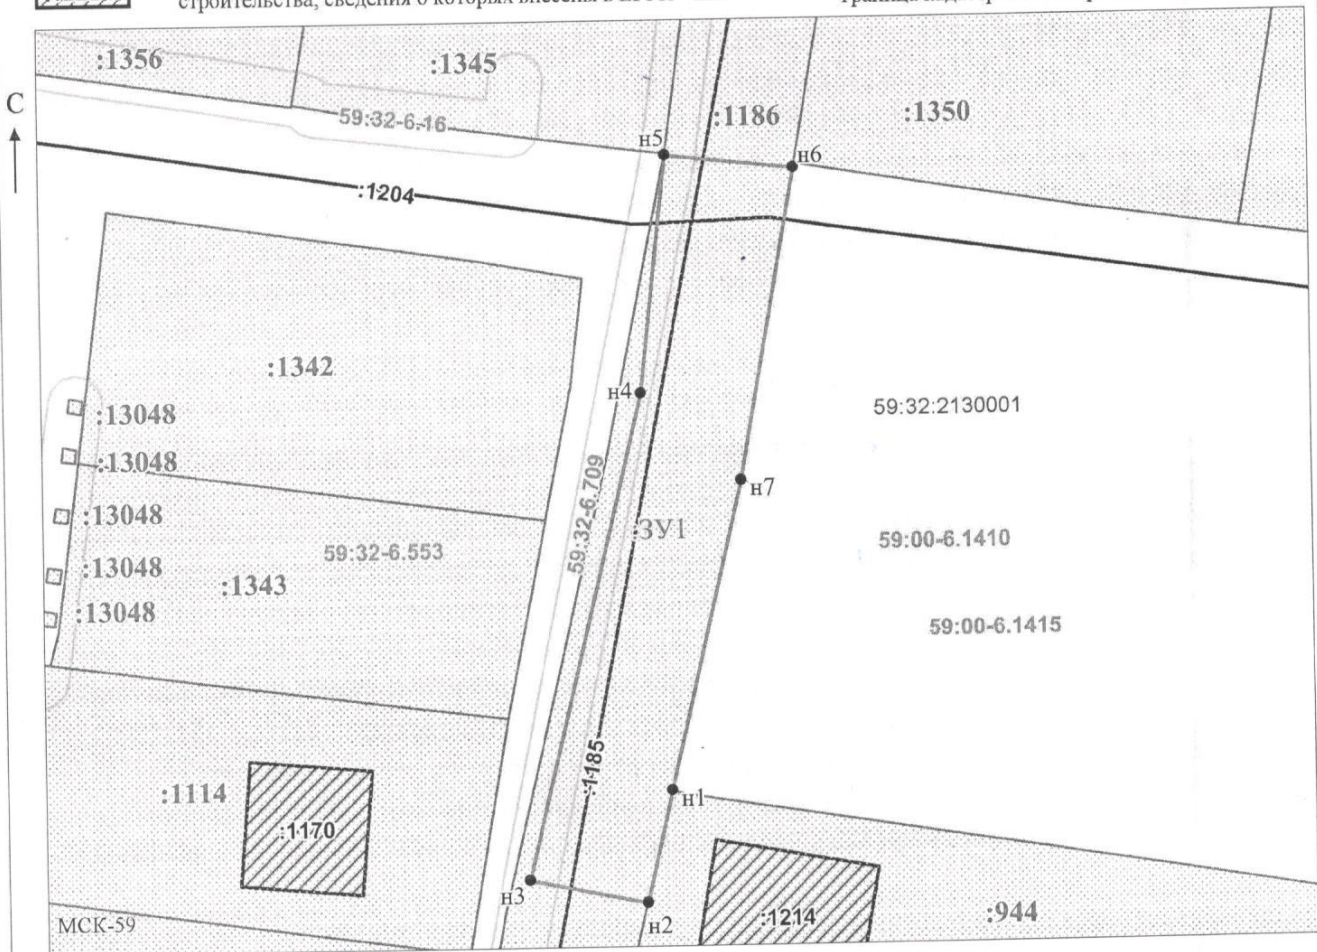 строительства, сведения о которых внесены в
:1356
:1345
С
59:32-6.16
:1186
:1350
н5
н6
:1204
:1342
н4
59:32:2130001
:13048
:13048
59:32-6.709
н7
:13048
:ЗУ1
59:00-6.1410
59:32-6.553
:13048
:1343
:13048
59:00-6.1415
:1185
:1114
н1
:1170
н3
н2
:1214
:944
МСК-59